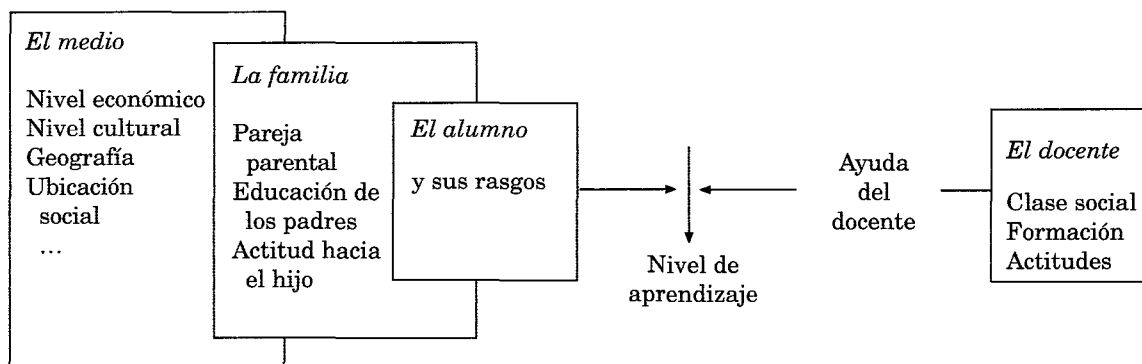 El medio
Nivel económico
Nivel cultural
Geografía
Ubicación
social
...
La familia
Pareja
parental
Educación de
los padres
Actitud hacia
el hijo
El alumno
y sus rasgos
Nivel de
aprendizaje
Ayuda
del
docente
El docente
Clase social
Formación
Actitudes